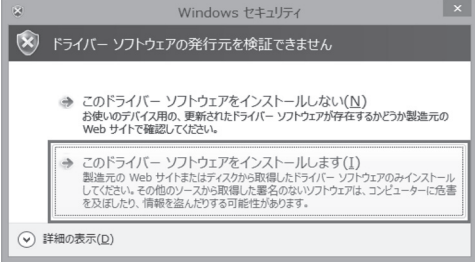 Windows セキュリティ
ドライバー ソフトウェアの発行元を検証できません
このドライバー ソフトウェアをインストールしない(N)
お使いのデバイス用の、更新されたドライバー ソフトウェアが存在するかどうか製造元の
Web サイトで確認してください。
このドライバー ソフトウェアをインストールします(I)
製造元の Web サイトまたはディスクから取得したドライバー ソフトウェアのみインストール
してください。その他のソースから取得した署名のないソフトウェアは、コンピューターに危害
を及ぼしたり、情報を盗んだりする可能性があります。
詳細の表示(D)